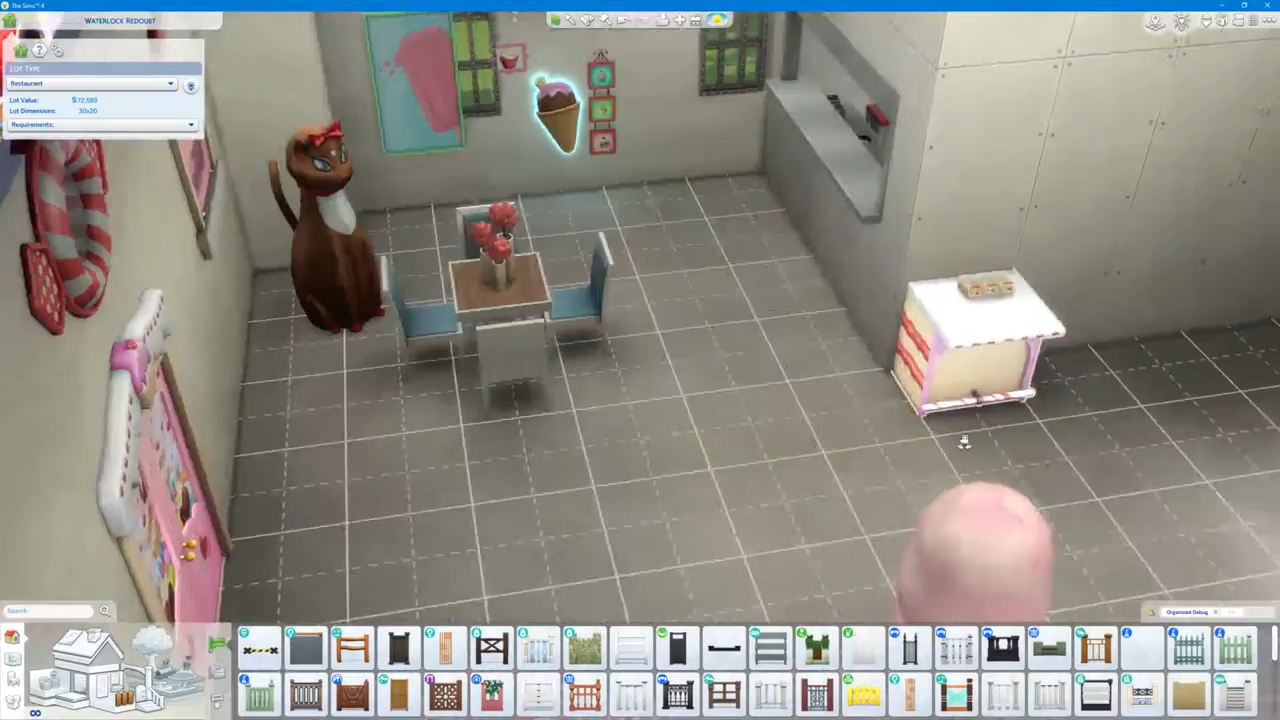 The Sims™ 4
WATERLOCK REDOUBT
LOT TYPE
Restaurant
Lot Value: $72,589
Lot Dimensions: 30x20
Requirements:
Search
Organized Debug